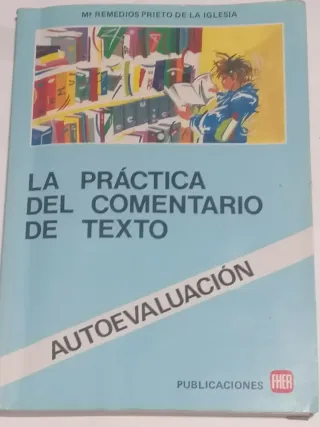 Mª REMEDIOS PRIETO DE LA IGLESIA
LA PRÁCTICA
DEL COMENTARIO
DE TEXTO
AUTOEVALUACIÓN
PUBLICACIONES FHER